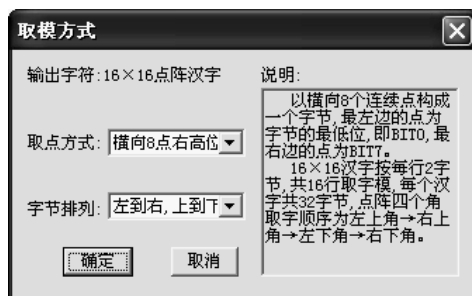 取模方式
输出字符:16×16点阵汉字
说明:
以横向8个连续点构成
一个字节,最左边的点为
字节的最低位,即BIT0,最
右边的点为BIT7。
16×16汉字按每行2字
节,共16行取字模,每个汉
字共32字节,点阵四个角
取字顺序为左上角→右上
角→左下角→右下角。
取点方式:
横向8点右高位
字节排列:
左到右,上到下
确定
取消